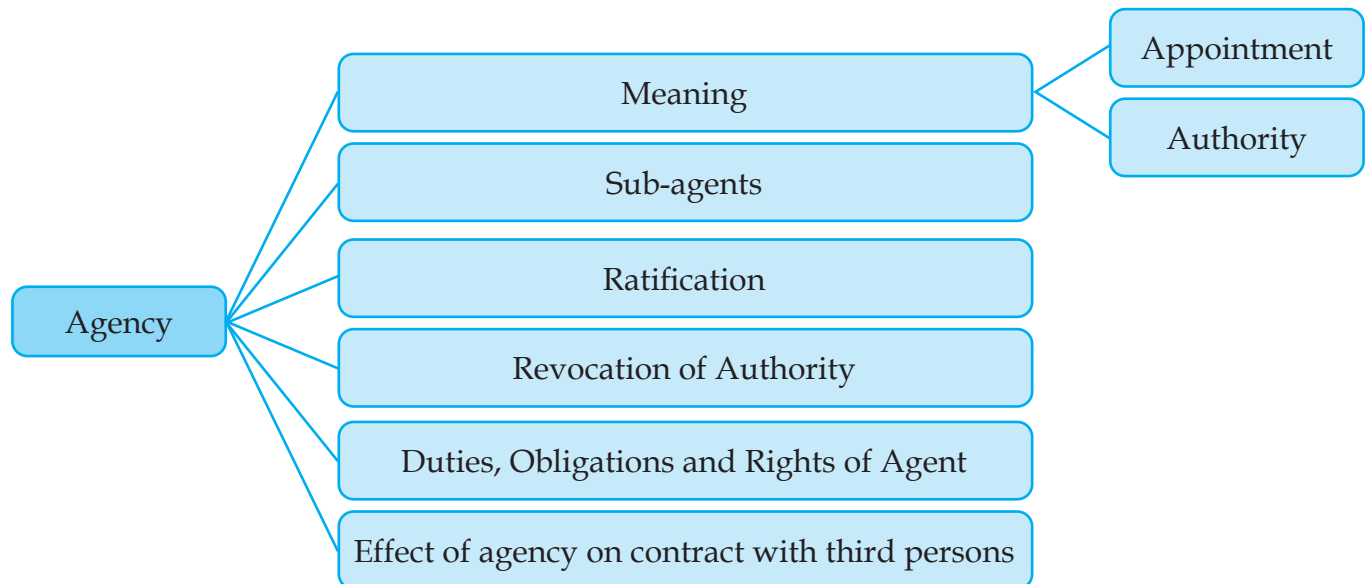 Agency
Meaning
Appointment
Authority
Sub-agents
Ratification
Revocation of Authority
Duties, Obligations and Rights of Agent
Effect of agency on contract with third persons